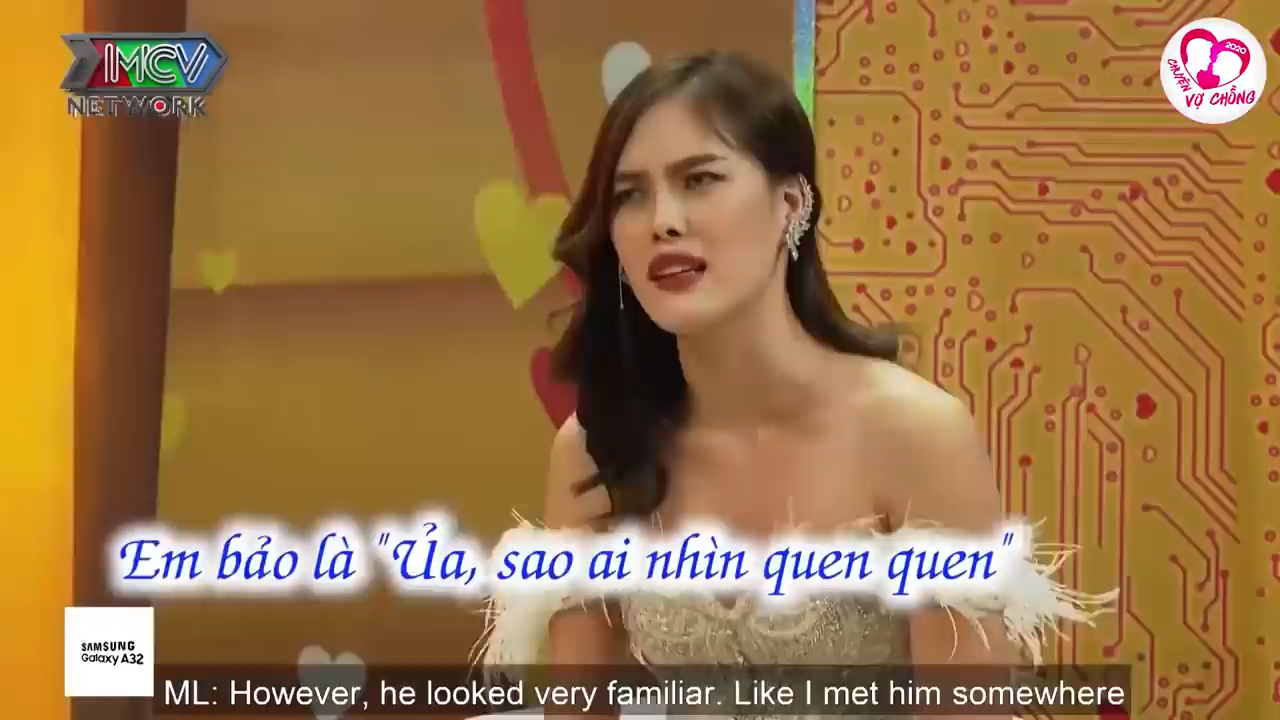 MCV
NETWORK
2020
CHUYỆN
VỢ CHỒNG
Em bảo là "Ủa, sao ai nhìn quen quen"
SAMSUNG
Galaxy A32
ML: However, he looked very familiar. Like I met him somewhere